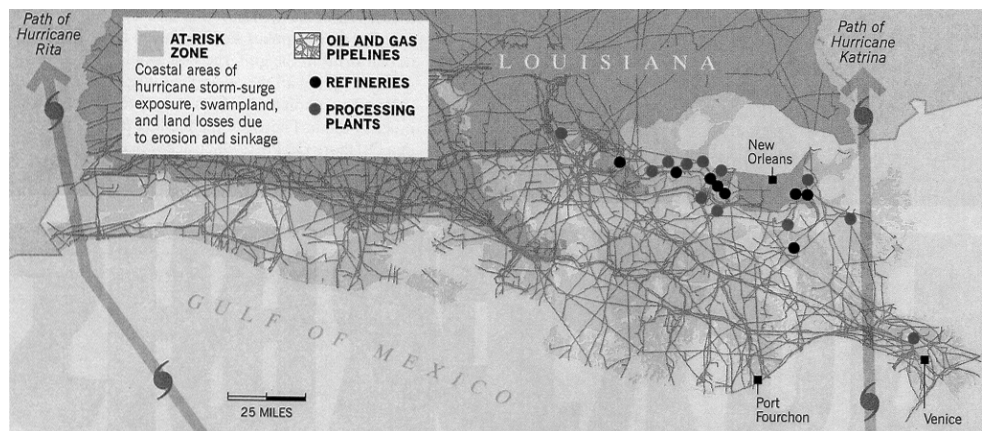 Path of
Hurricane
Rita
AT-RISK
ZONE
Coastal areas of
hurricane storm-surge
exposure, swampland,
and land losses due
to erosion and sinkage
OIL AND GAS
PIPELINES
REFINERIES
PROCESSING
PLANTS
LOUISIANA
Path of
Hurricane
Katrina
New
Orleans
GULF OF MEXICO
25 MILES
Port
Fourchon
Venice